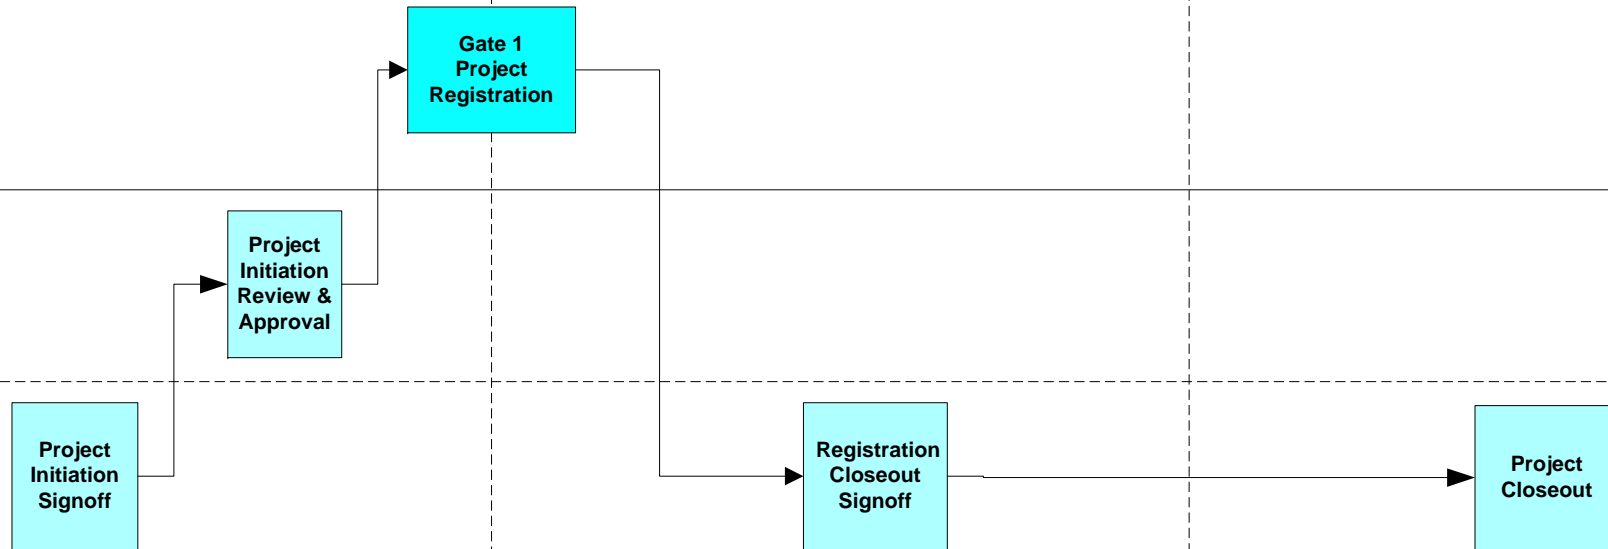 Gate 1
Project
Registration
Project
Initiation
Review &
Approval
Project
Initiation
Signoff
Registration
Closeout
Signoff
Project
Closeout